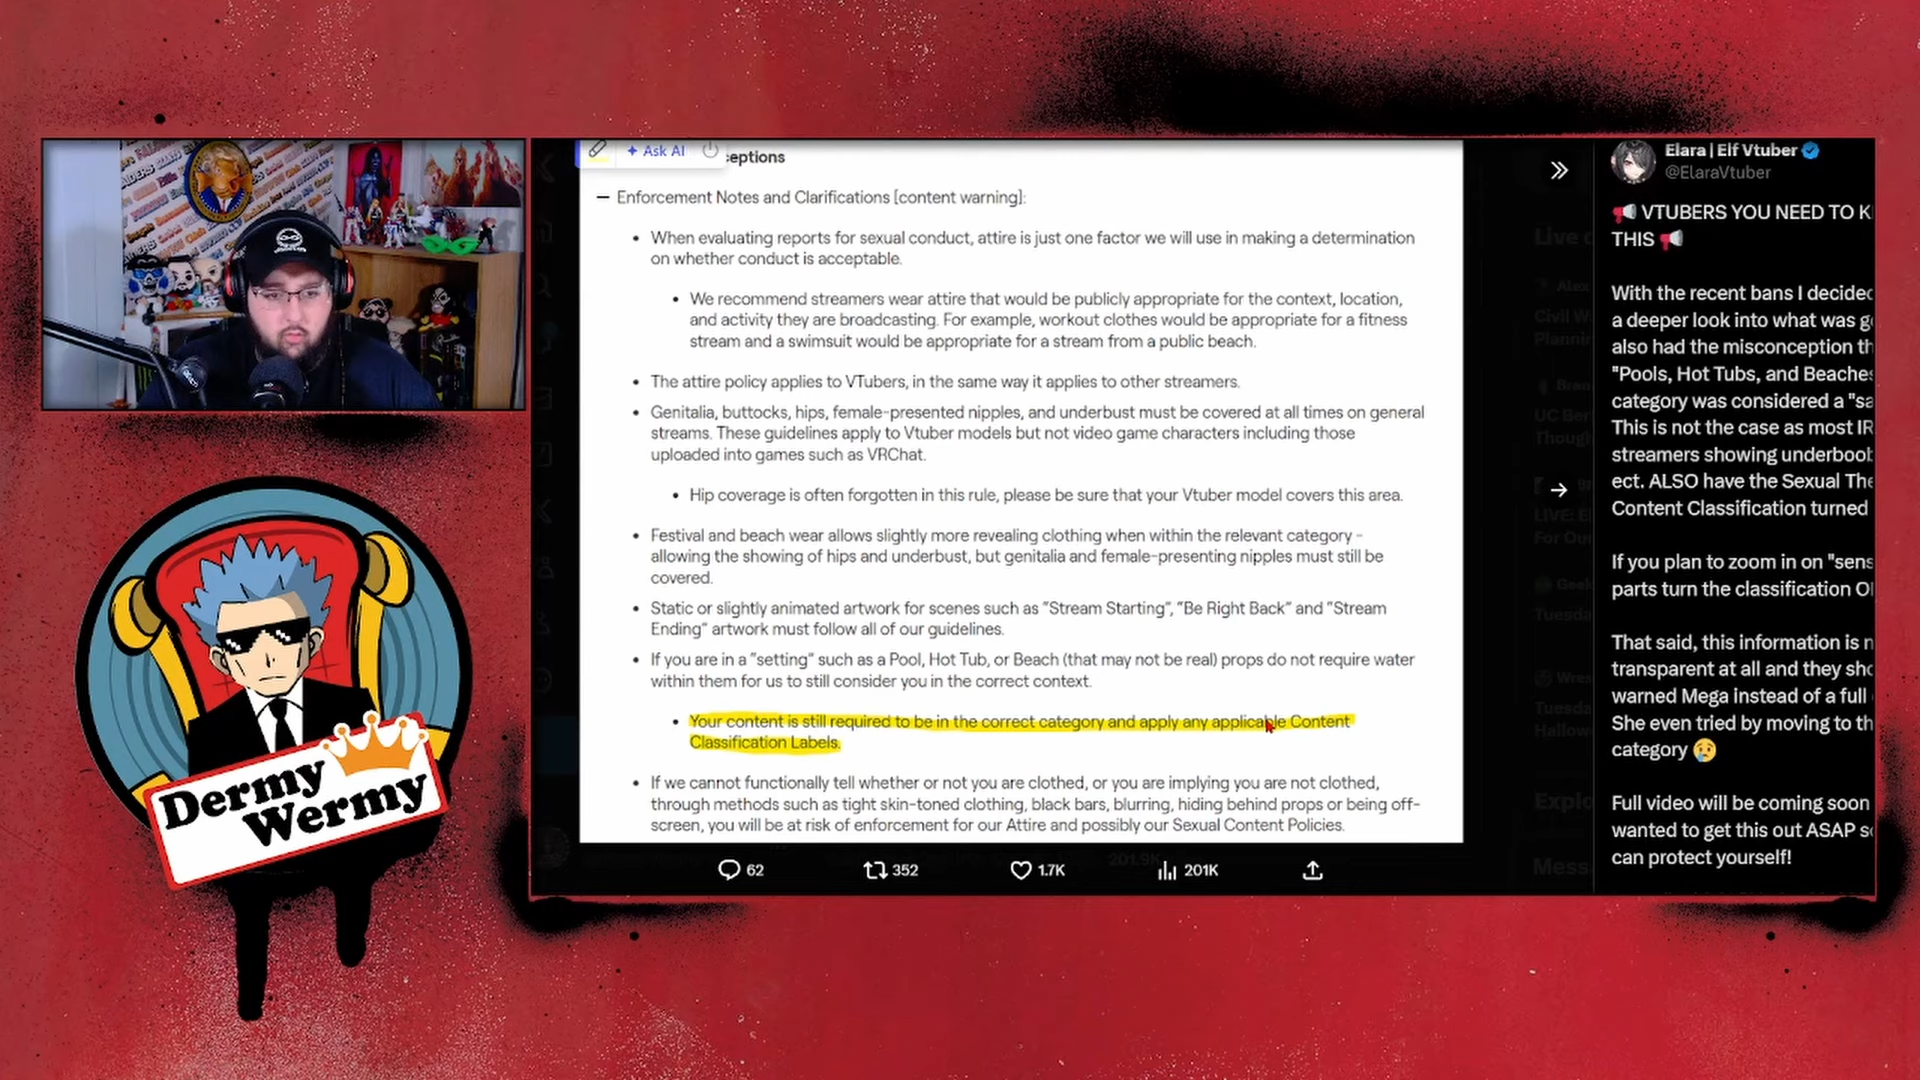 Ask AI
ceptions
Enforcement Notes and Clarifications [content warning]:
When evaluating reports for sexual conduct, attire is just one factor we will use in making a determination
on whether conduct is acceptable.
We recommend streamers wear attire that would be publicly appropriate for the context, location,
and activity they are broadcasting. For example, workout clothes would be appropriate for a fitness
stream and a swimsuit would be appropriate for a stream from a public beach.
The attire policy applies to VTubers, in the same way it applies to other streamers.
Genitalia, buttocks, hips, female-presented nipples, and underbust must be covered at all times on general
streams. These guidelines apply to Vtuber models but not video game characters including those
uploaded into games such as VRChat.
Hip coverage is often forgotten in this rule, please be sure that your Vtuber model covers this area.
Festival and beach wear allows slightly more revealing clothing when within the relevant category -
allowing the showing of hips and underbust, but genitalia and female-presenting nipples must still be
covered.
Static or slightly animated artwork for scenes such as "Stream Starting", "Be Right Back" and "Stream
Ending" artwork must follow all of our guidelines.
If you are in a "setting" such as a Pool, Hot Tub, or Beach (that may not be real) props do not require water
within them for us to still consider you in the correct context.
Your content is still required to be in the correct category and apply any applicable Content
Classification Labels.
If we cannot functionally tell whether or not you are clothed, or you are implying you are not clothed,
through methods such as tight skin-toned clothing, black bars, blurring, hiding behind props or being off-
screen, you will be at risk of enforcement for our Attire and possibly our Sexual Content Policies.
62 352 1.7K 201K
Elara | Elf Vtuber
@ElaraVtuber
VTUBERS YOU NEED TO K
THIS
With the recent bans I decided
a deeper look into what was g
also had the misconception th
"Pools, Hot Tubs, and Beaches
category was considered a "sa
This is not the case as most IR
streamers showing underboob
ect. ALSO have the Sexual The
Content Classification turned
If you plan to zoom in on "sens
parts turn the classification O
That said, this information is n
transparent at all and they sho
warned Mega instead of a full
She even tried by moving to th
category 😢
Full video will be coming soon
wanted to get this out ASAP so
can protect yourself!
Dermy
Wermy